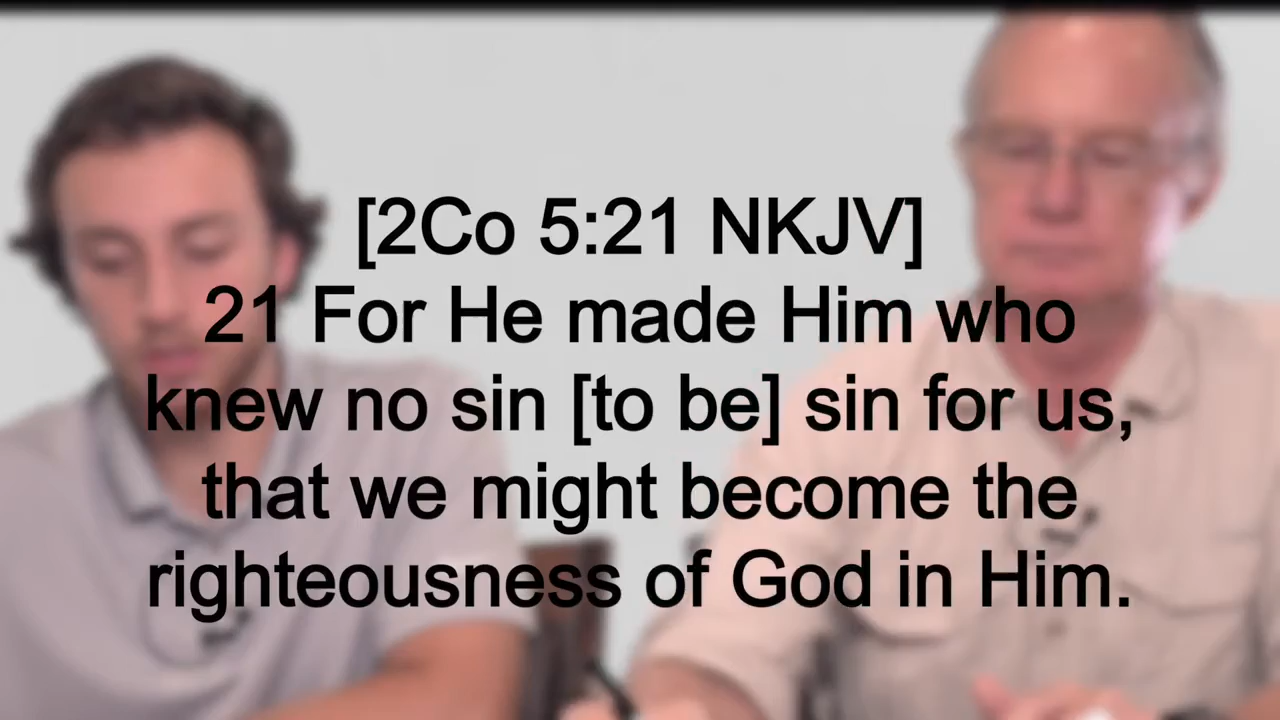 [2Co 5:21 NKJV]
21 For He made Him who
knew no sin [to be] sin for us,
that we might become the
righteousness of God in Him.